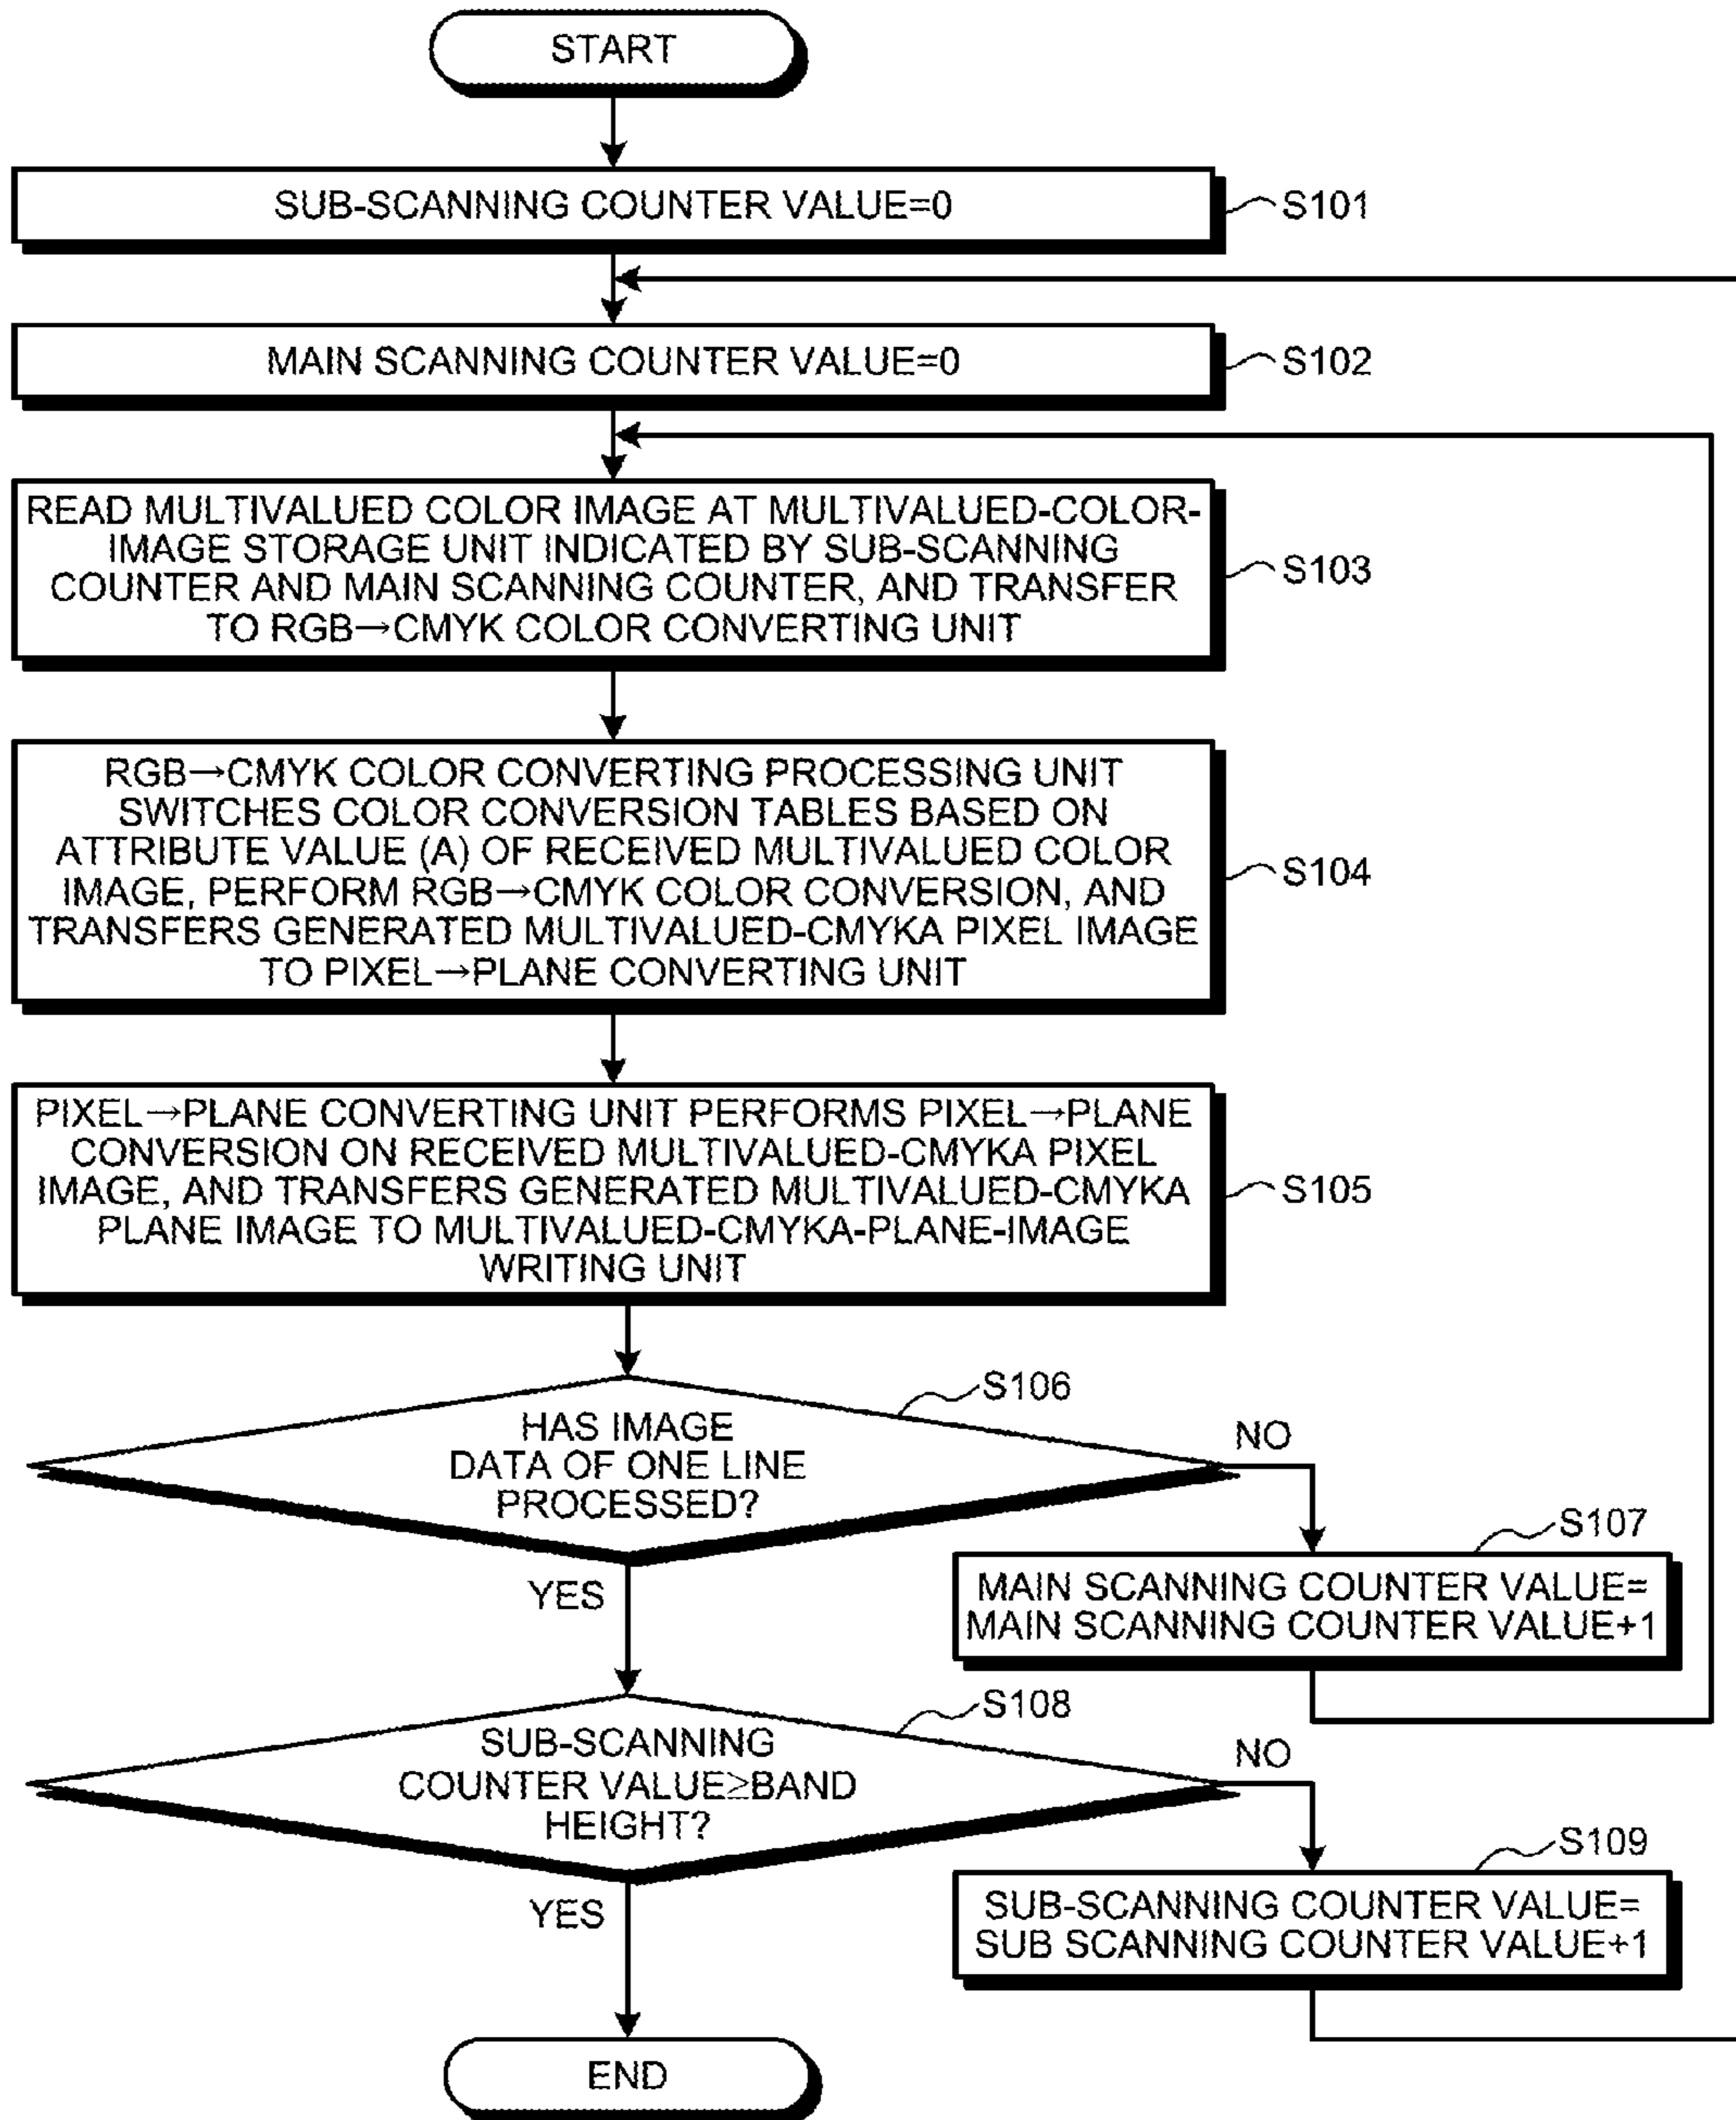 START
SUB-SCANNING COUNTER VALUE=0
S101
MAIN SCANNING COUNTER VALUE=0
S102
READ MULTIVALUED COLOR IMAGE AT MULTIVALUED-COLOR-
IMAGE STORAGE UNIT INDICATED BY SUB-SCANNING
COUNTER AND MAIN SCANNING COUNTER, AND TRANSFER
TO RGB→CMYK COLOR CONVERTING UNIT
S103
RGB→CMYK COLOR CONVERTING PROCESSING UNIT
SWITCHES COLOR CONVERSION TABLES BASED ON
ATTRIBUTE VALUE (A) OF RECEIVED MULTIVALUED COLOR
IMAGE, PERFORM RGB→CMYK COLOR CONVERSION, AND
TRANSFERS GENERATED MULTIVALUED-CMYKA PIXEL IMAGE
TO PIXEL→PLANE CONVERTING UNIT
S104
PIXEL→PLANE CONVERTING UNIT PERFORMS PIXEL→PLANE
CONVERSION ON RECEIVED MULTIVALUED-CMYKA PIXEL
IMAGE, AND TRANSFERS GENERATED MULTIVALUED-CMYKA
PLANE IMAGE TO MULTIVALUED-CMYKA-PLANE-IMAGE
WRITING UNIT
S105
S106
HAS IMAGE
DATA OF ONE LINE
PROCESSED?
NO
YES
S107
MAIN SCANNING COUNTER VALUE=
MAIN SCANNING COUNTER VALUE+1
S108
SUB-SCANNING
COUNTER VALUE≥BAND
HEIGHT?
NO
YES
S109
SUB-SCANNING COUNTER VALUE=
SUB SCANNING COUNTER VALUE+1
END